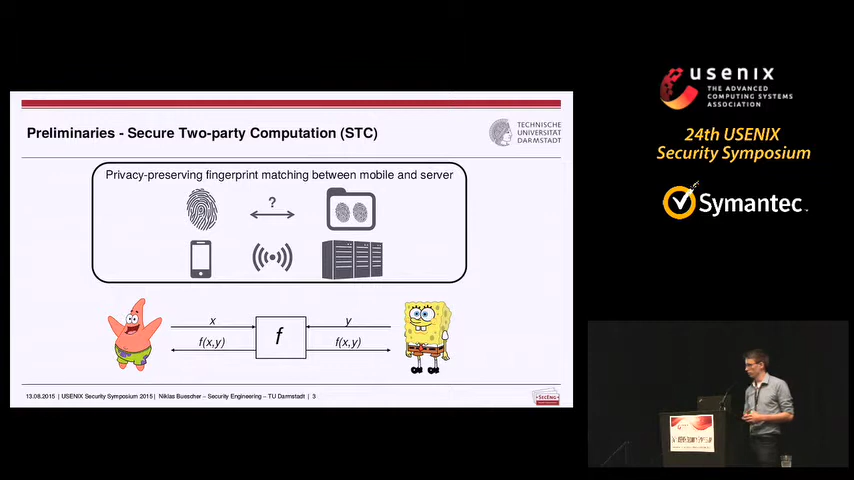 Preliminaries - Secure Two-party Computation (STC)
TECHNISCHE
UNIVERSITÄT
DARMSTADT
Privacy-preserving fingerprint matching between mobile and server
?
x
y
f
f(x,y)
f(x,y)
13.08.2015 | USENIX Security Symposium 2015 | Niklas Buescher – Security Engineering – TU Darmstadt | 3
SECENG
usenix
THE ADVANCED
COMPUTING SYSTEMS
ASSOCIATION
24th USENIX
Security Symposium
Symantec.